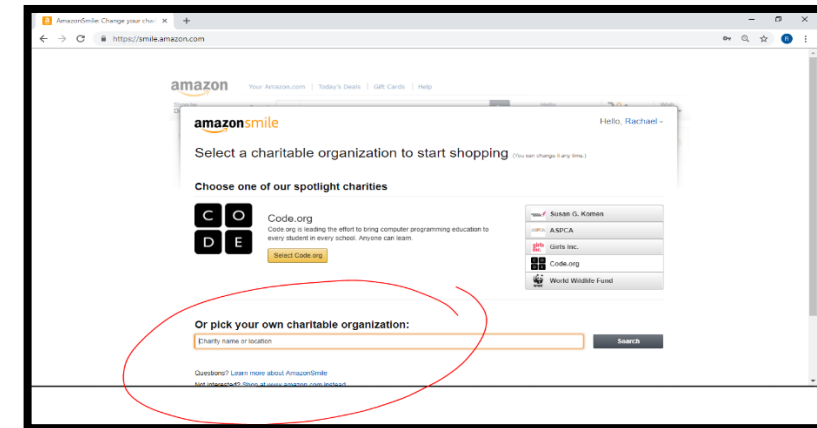 AmazonSmile: Change your chari
https://smile.amazon.com
B
amazon
Your Amazon.com | Today's Deals | Gift Cards | Help
amazonsmile
Hello, Rachael
Select a charitable organization to start shopping (You can change it any time.)
Choose one of our spotlight charities
CODE
Code.org
Code.org is leading the effort to bring computer programming education to
every student in every school. Anyone can learn.
Select Code.org
Susan G. Komen
ASPCA ASPCA
girls inc. Girls Inc.
CODE Code.org
World Wildlife Fund
Or pick your own charitable organization:
Charity name or location
Search
Questions? Learn more about AmazonSmile
Not interested? Shop at www.amazon.com instead